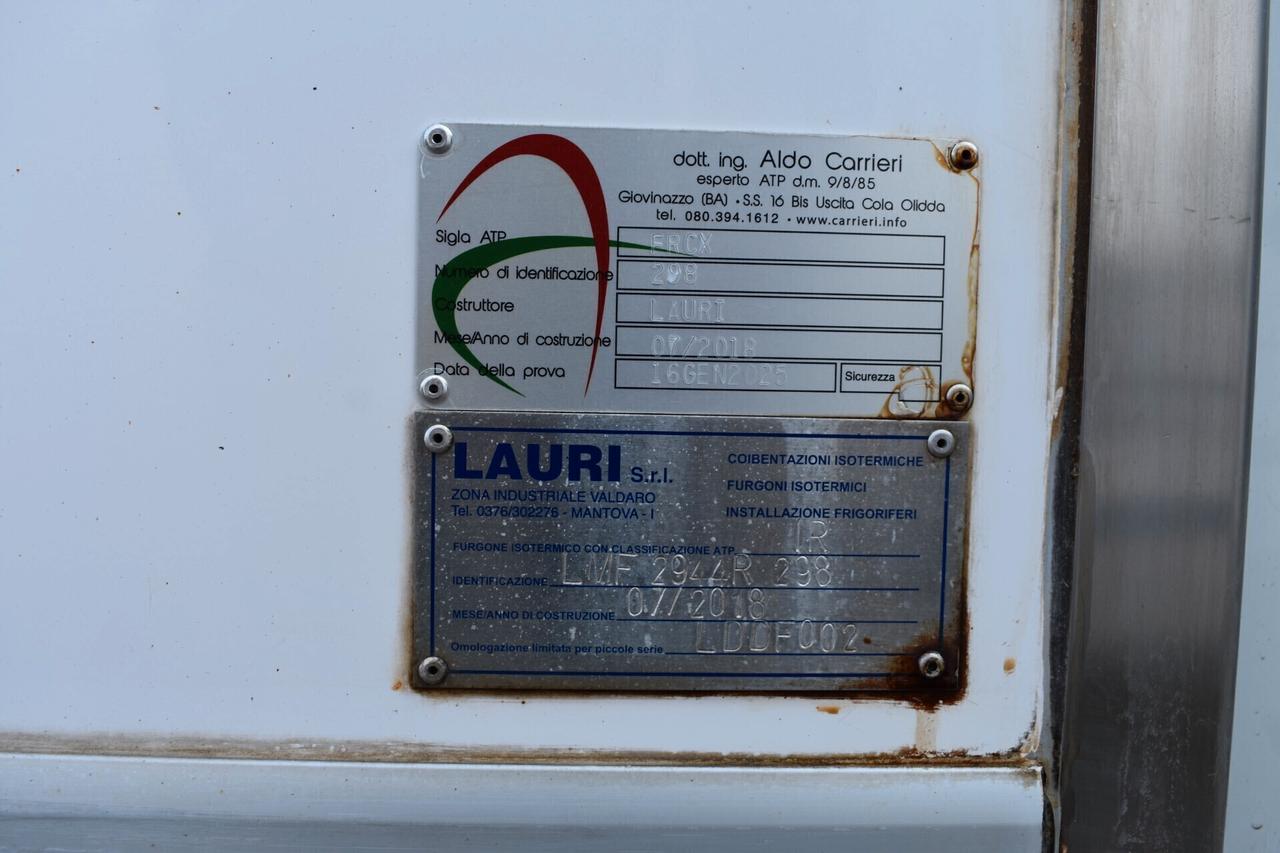 dott. ing. Aldo Carrieri
esperto ATP d.m. 9/8/85
Giovinazzo (BA) • S.S. 16 Bis Uscita Cola Olidda
tel. 080.394.1612 • www.carrieri.info
Sigla ATP FRCX
Numero di identificazione 298
Costruttore LAURI
Mese/Anno di costruzione 07/2018
Data della prova 16GEN2025 Sicurezza
LAURI S.r.l.
ZONA INDUSTRIALE VALDARO
Tel. 0376/302276 - MANTOVA - I
COIBENTAZIONI ISOTERMICHE
FURGONI ISOTERMICI
INSTALLAZIONE FRIGORIFERI
FURGONE ISOTERMICO CON CLASSIFICAZIONE ATP. IR
IDENTIFICAZIONE LMF 2944R 298
MESE/ANNO DI COSTRUZIONE 07/2018
Omologazione limitata per piccole serie LDDF002